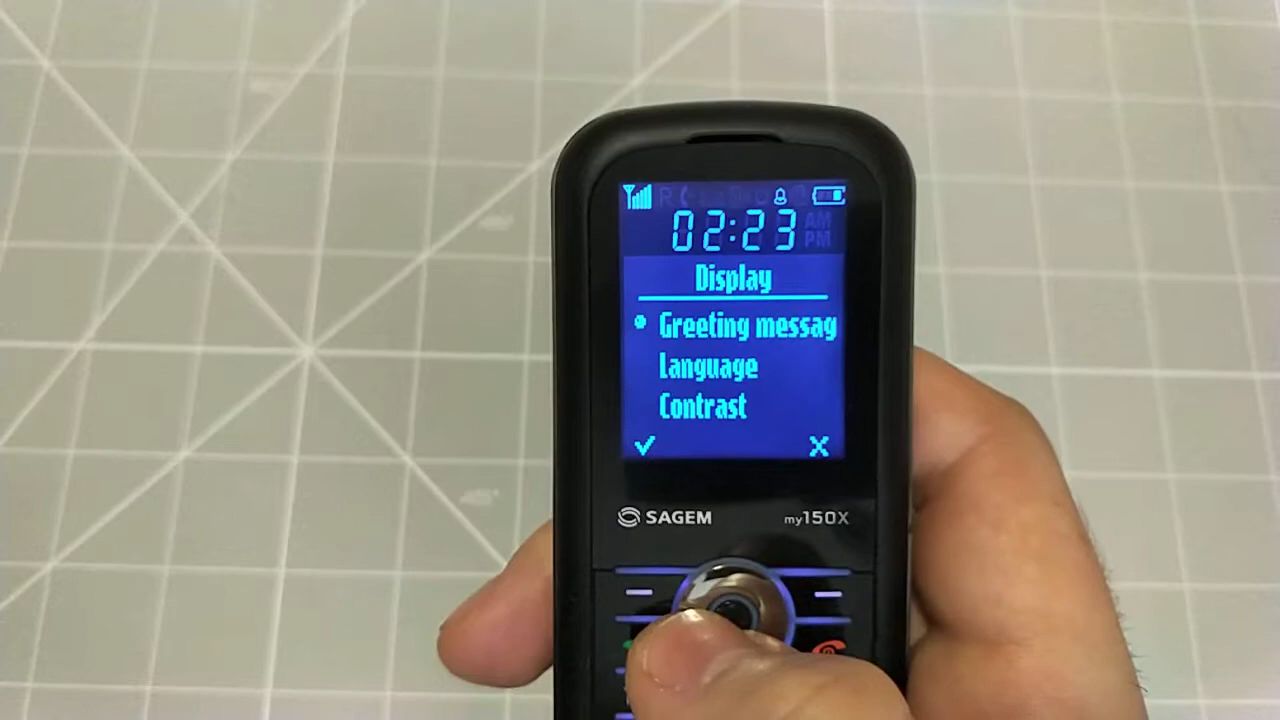 02:23
AM
PM
Display
Greeting messag
Language
Contrast
SAGEM my150X